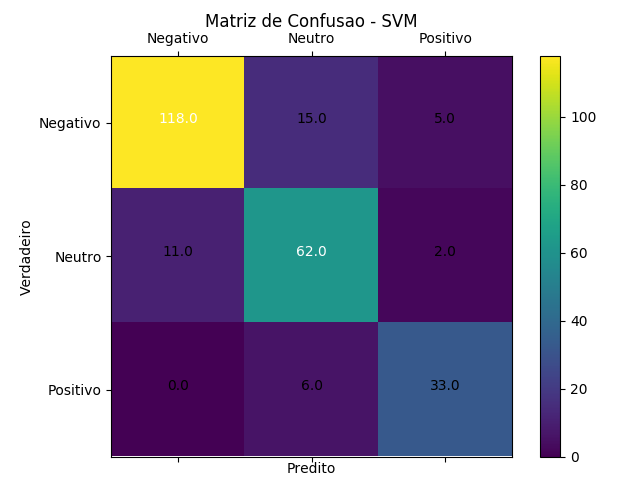 Matriz de Confusao - SVM
Negativo Neutro Positivo
Negativo 118.0 15.0 5.0
Neutro 11.0 62.0 2.0
Positivo 0.0 6.0 33.0
Verdadeiro
Predito
100
80
60
40
20
0